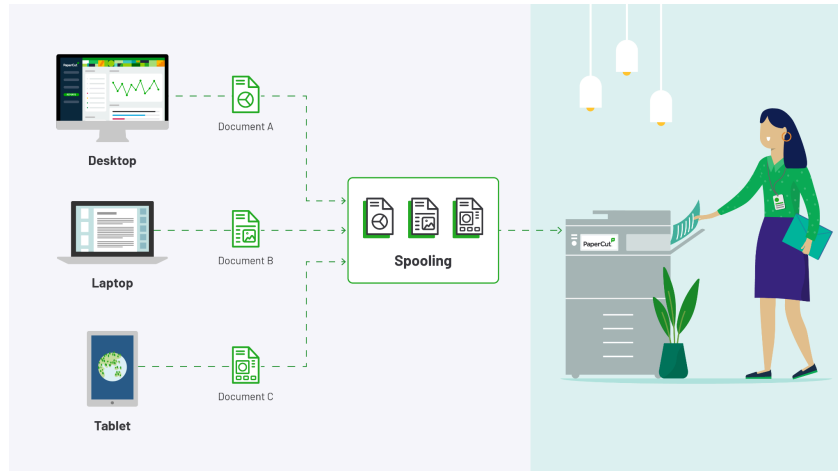 PaperCut
Desktop
Document A
Laptop
Document B
Spooling
PaperCut
Tablet
Document C